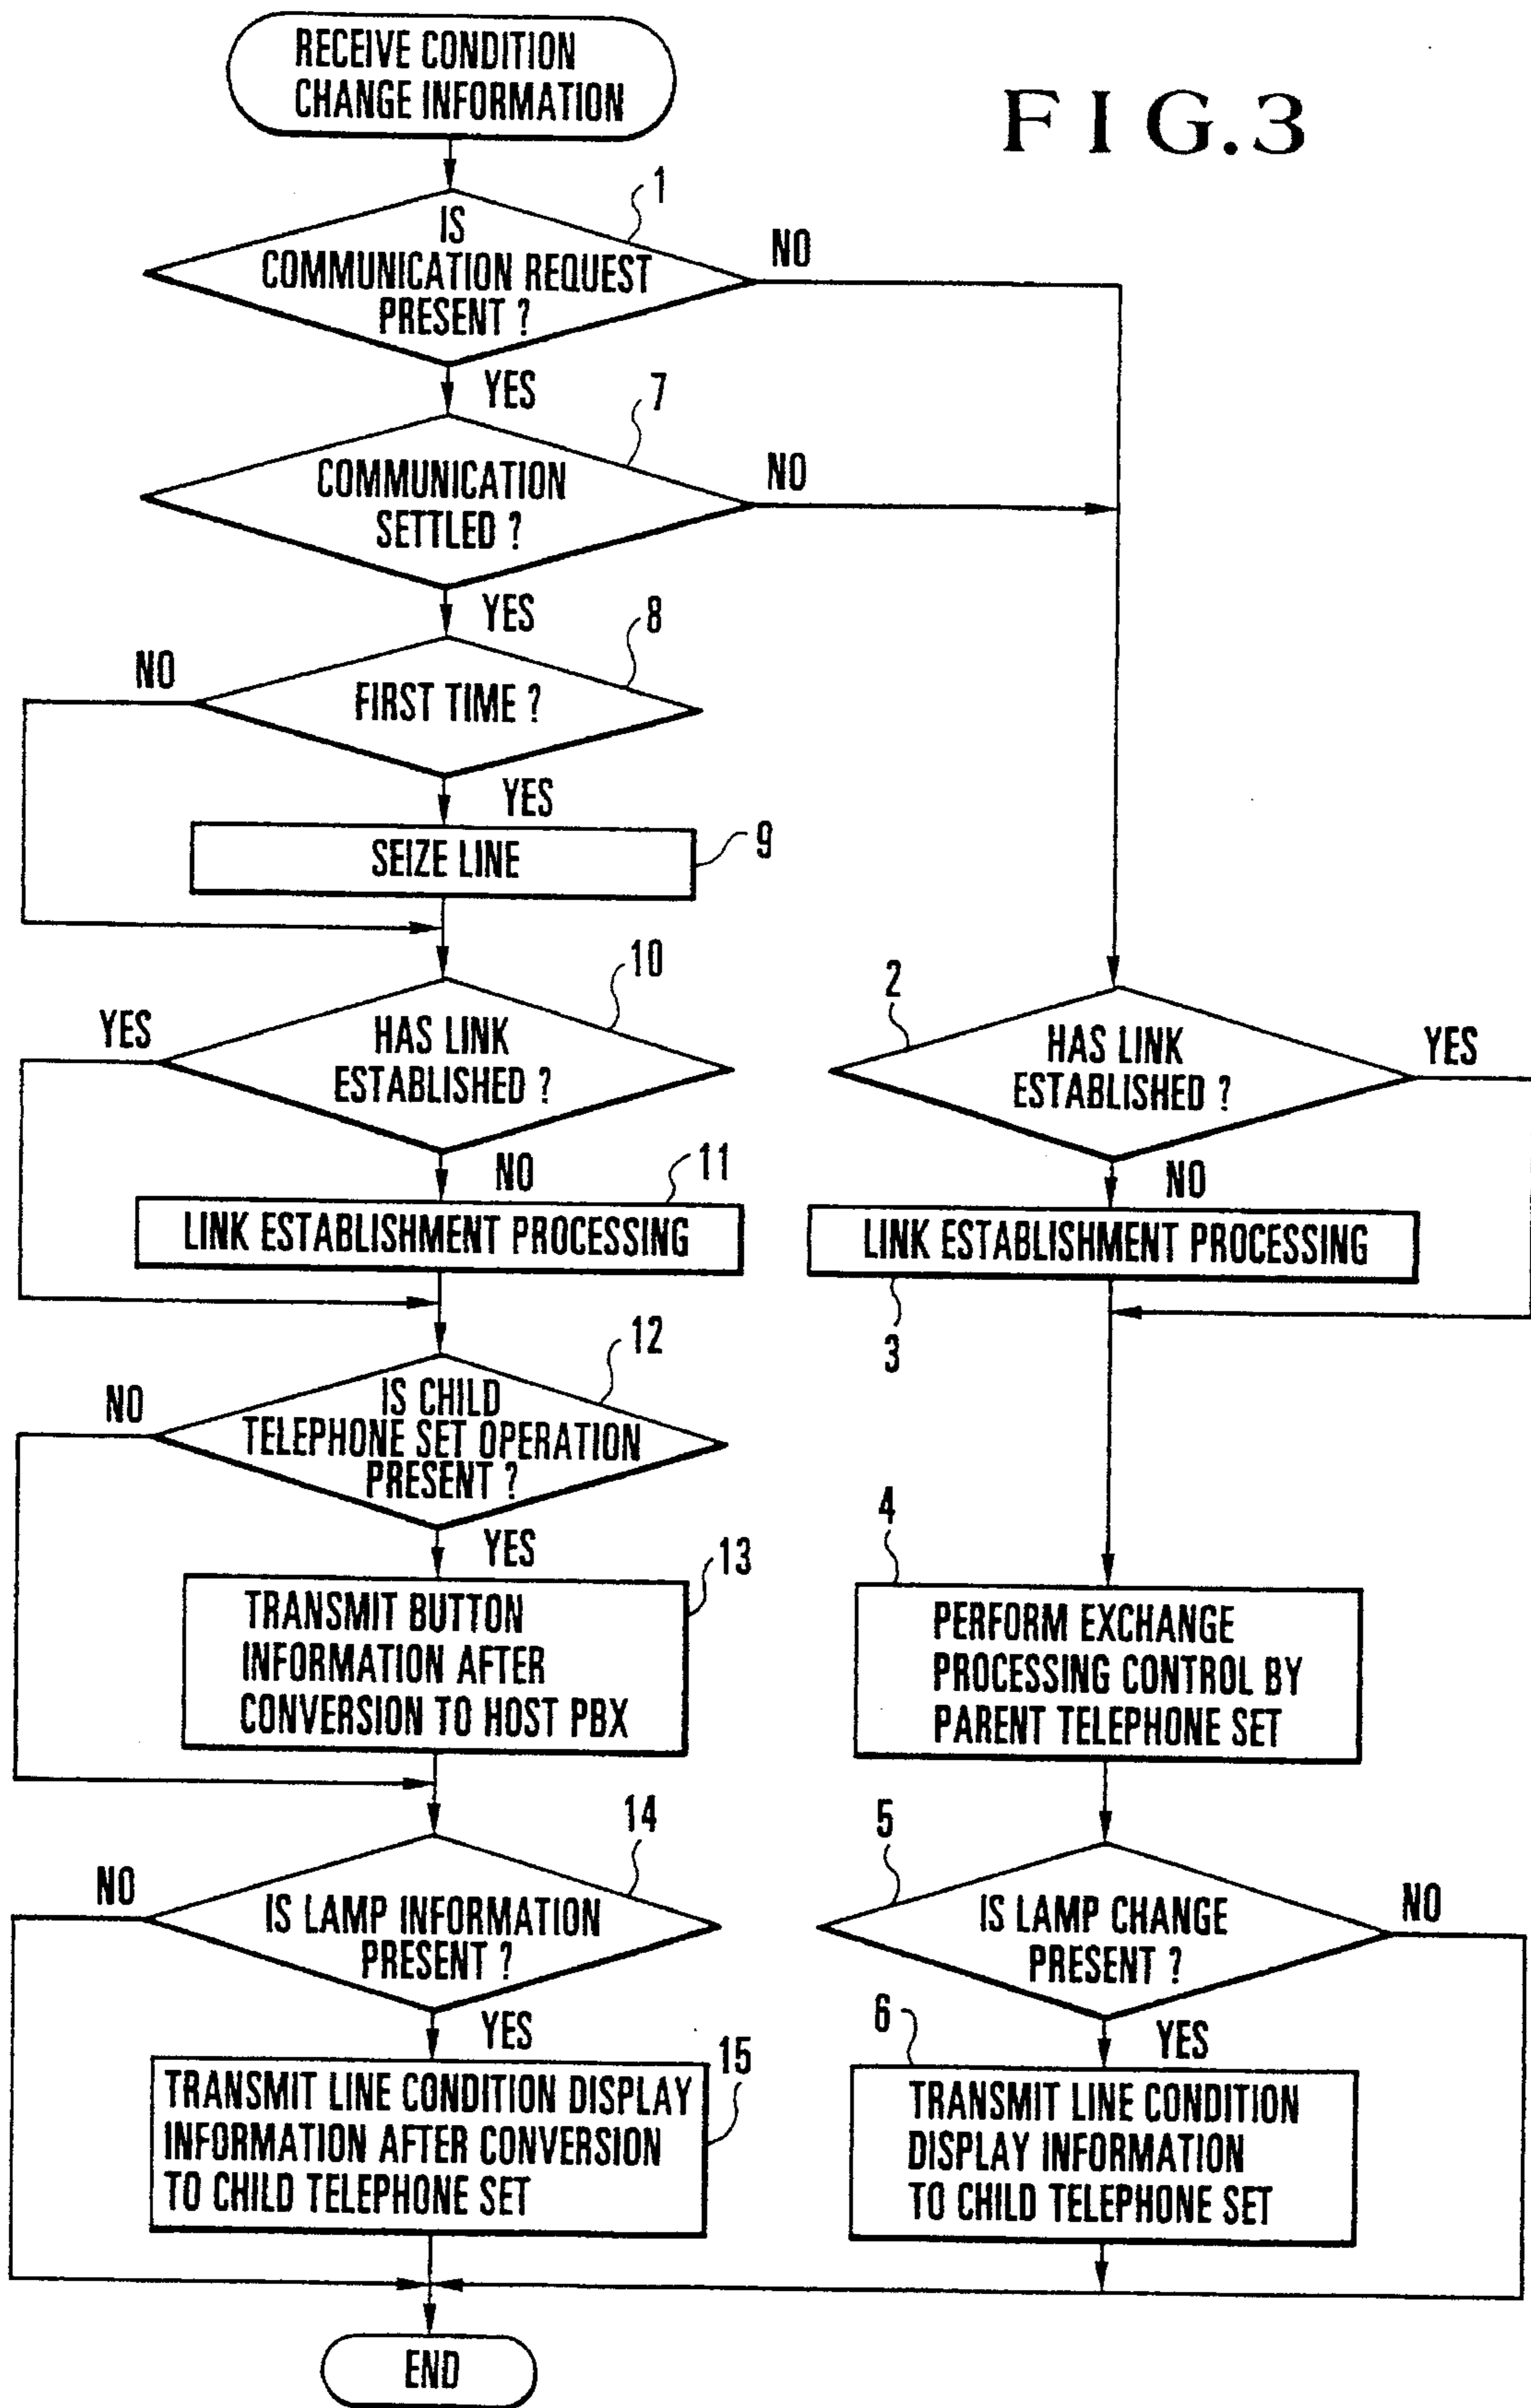 RECEIVE CONDITION
CHANGE INFORMATION
FIG.3
1
IS
COMMUNICATION REQUEST
PRESENT ?
NO
YES
7
COMMUNICATION
SETTLED ?
NO
YES
8
NO
FIRST TIME ?
YES
SEIZE LINE
9
10
YES
HAS LINK
ESTABLISHED ?
NO
11
LINK ESTABLISHMENT PROCESSING
12
NO
IS CHILD
TELEPHONE SET OPERATION
PRESENT ?
YES
13
TRANSMIT BUTTON
INFORMATION AFTER
CONVERSION TO HOST PBX
14
NO
IS LAMP INFORMATION
PRESENT ?
YES
15
TRANSMIT LINE CONDITION DISPLAY
INFORMATION AFTER CONVERSION
TO CHILD TELEPHONE SET
2
HAS LINK
ESTABLISHED ?
YES
NO
LINK ESTABLISHMENT PROCESSING
3
4
PERFORM EXCHANGE
PROCESSING CONTROL BY
PARENT TELEPHONE SET
5
IS LAMP CHANGE
PRESENT ?
NO
6
YES
TRANSMIT LINE CONDITION
DISPLAY INFORMATION
TO CHILD TELEPHONE SET
END